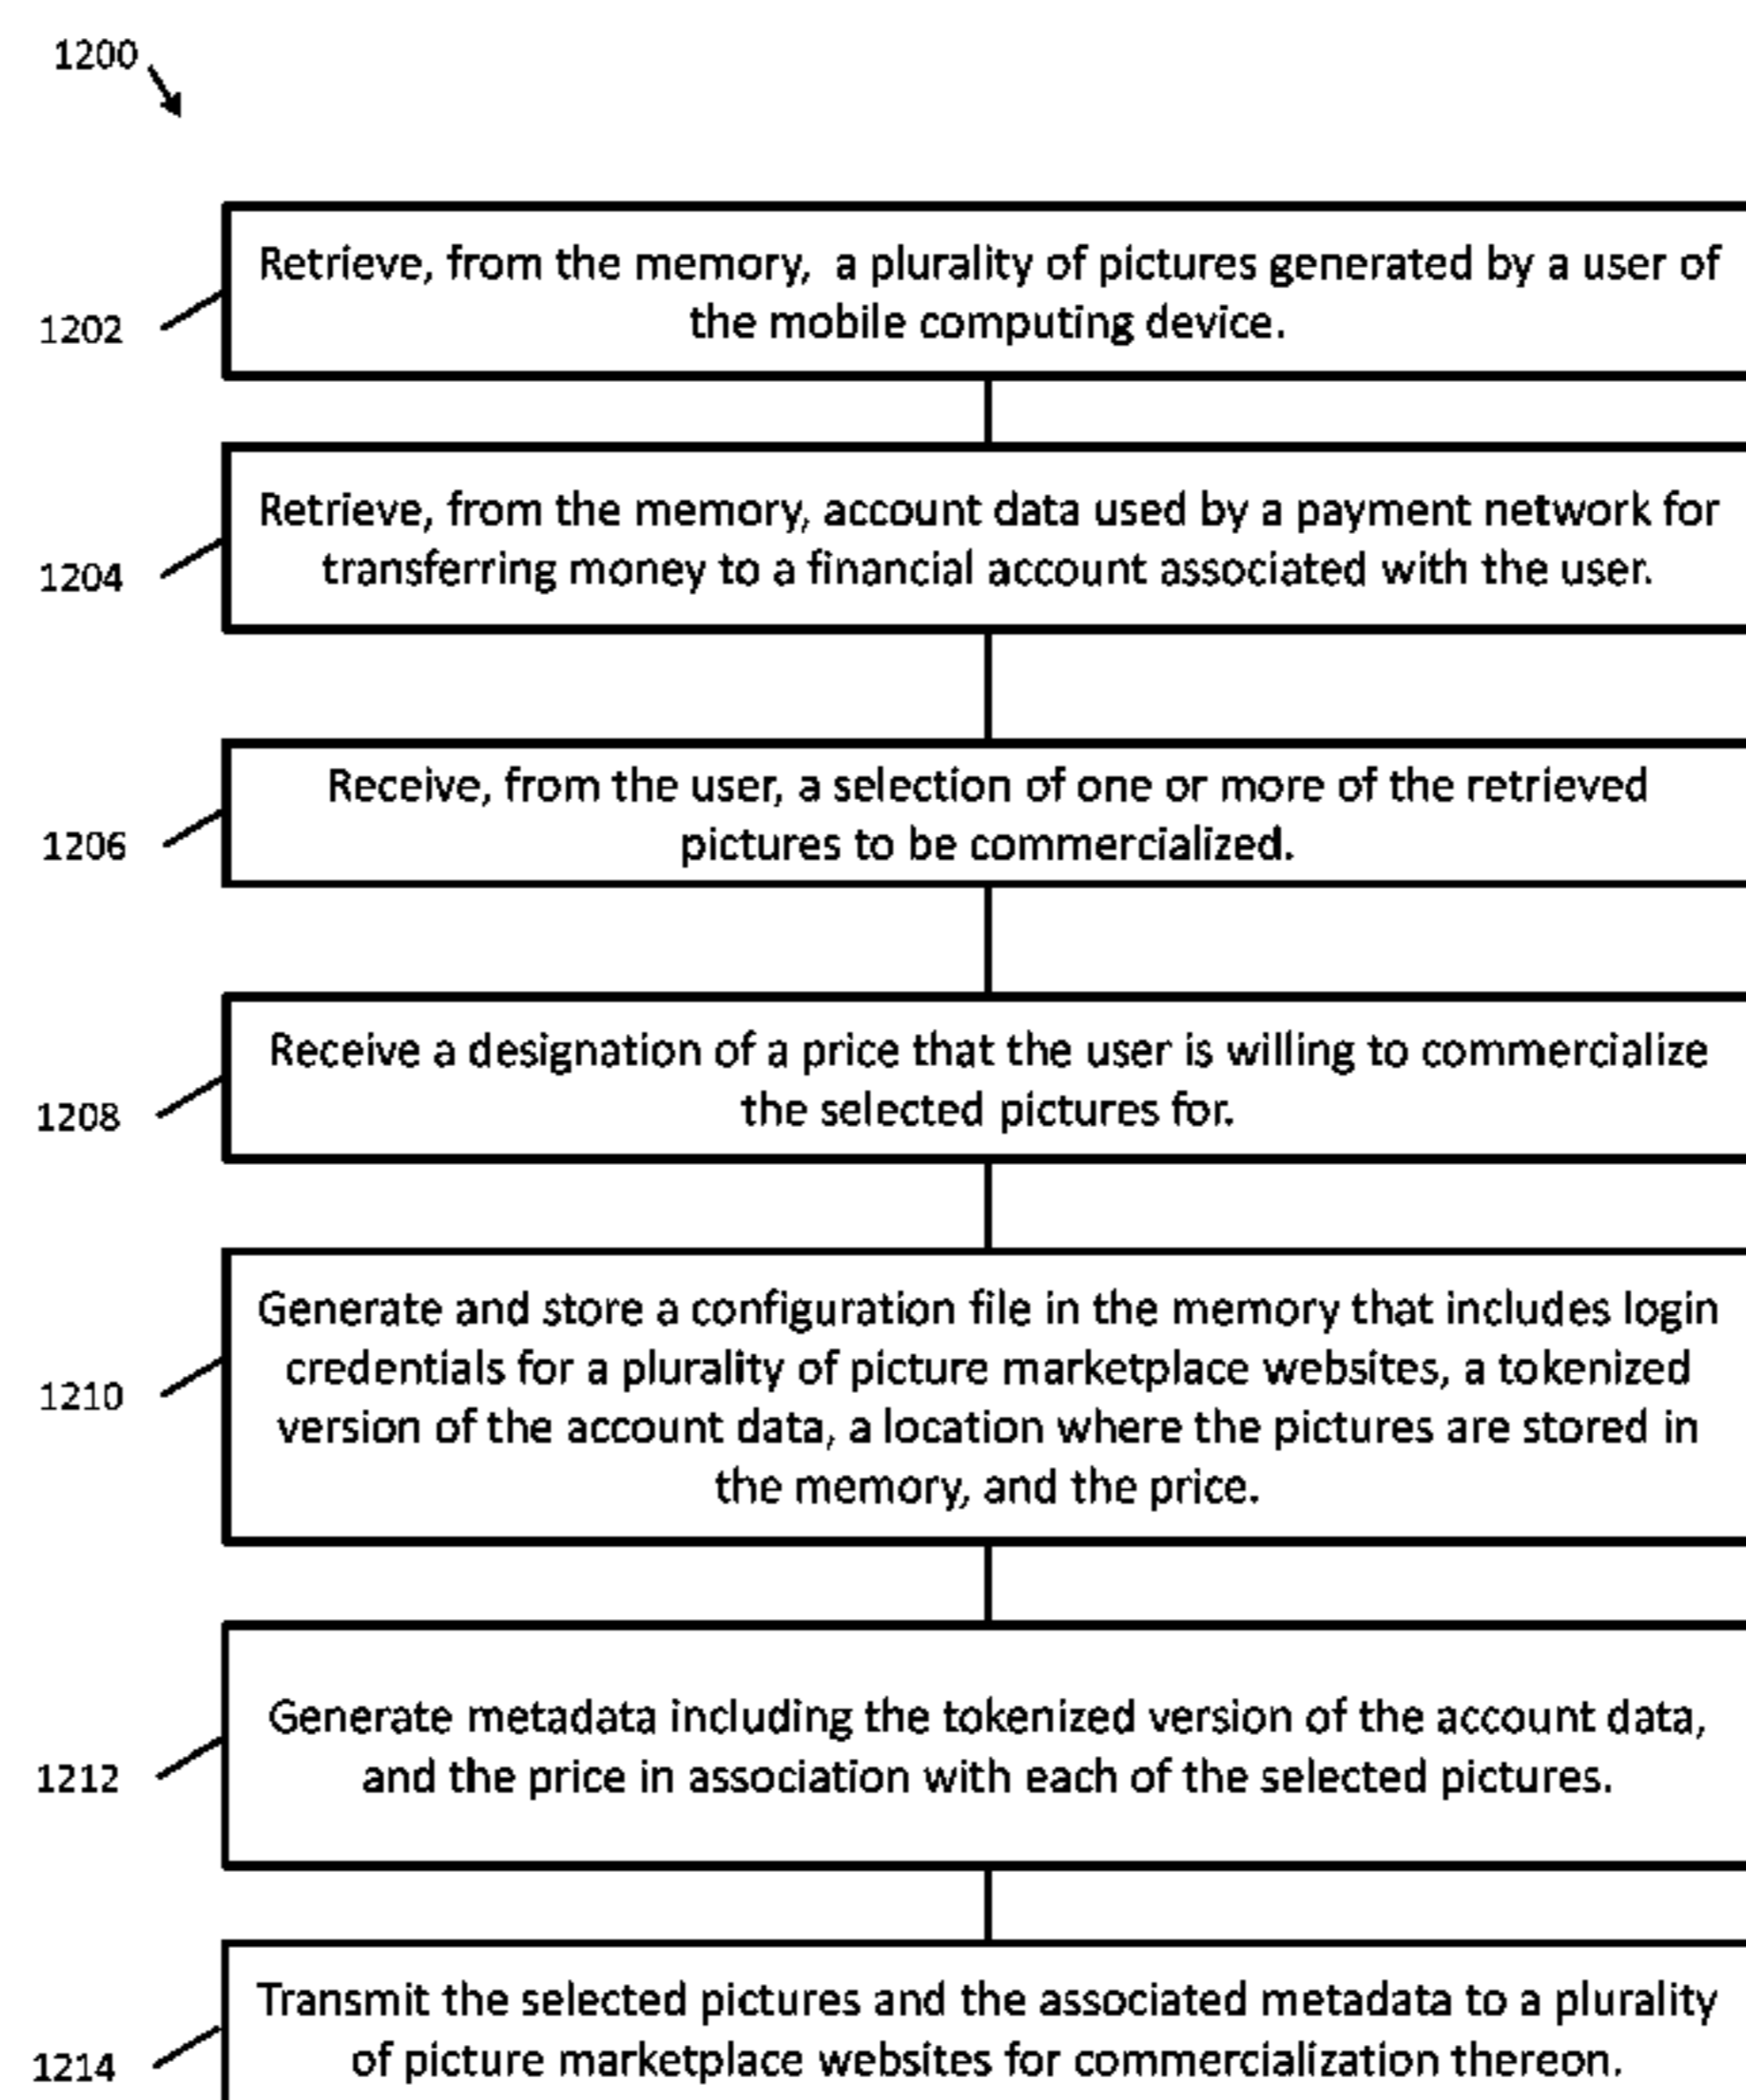 1200
Retrieve, from the memory, a plurality of pictures generated by a user of
the mobile computing device.
1202
Retrieve, from the memory, account data used by a payment network for
transferring money to a financial account associated with the user.
1204
Receive, from the user, a selection of one or more of the retrieved
pictures to be commercialized.
1206
Receive a designation of a price that the user is willing to commercialize
the selected pictures for.
1208
Generate and store a configuration file in the memory that includes login
credentials for a plurality of picture marketplace websites, a tokenized
version of the account data, a location where the pictures are stored in
the memory, and the price.
1210
Generate metadata including the tokenized version of the account data,
and the price in association with each of the selected pictures.
1212
Transmit the selected pictures and the associated metadata to a plurality
of picture marketplace websites for commercialization thereon.
1214